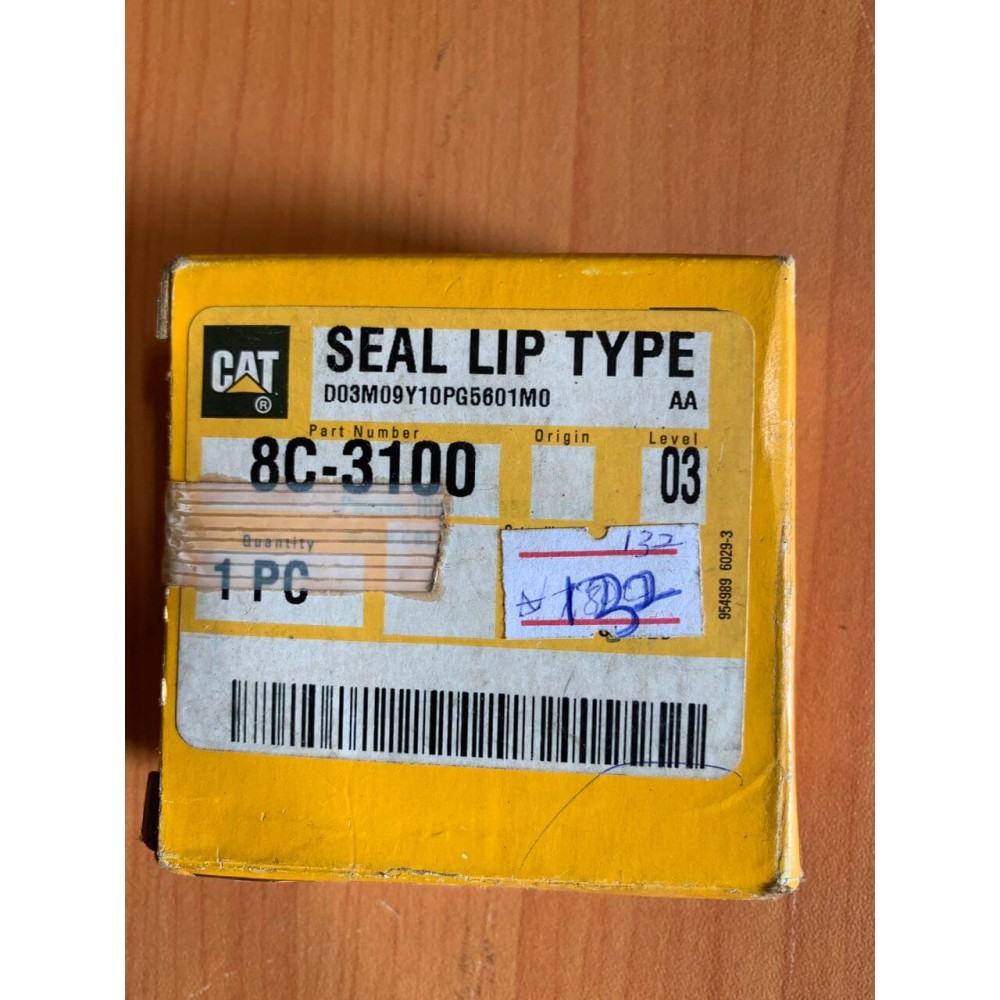 CAT
®
SEAL LIP TYPE
D03M09Y10PG5601M0 AA
Part Number Origin Level
8C-3100 03
Quantity
1 PC
132
954989 6029-3